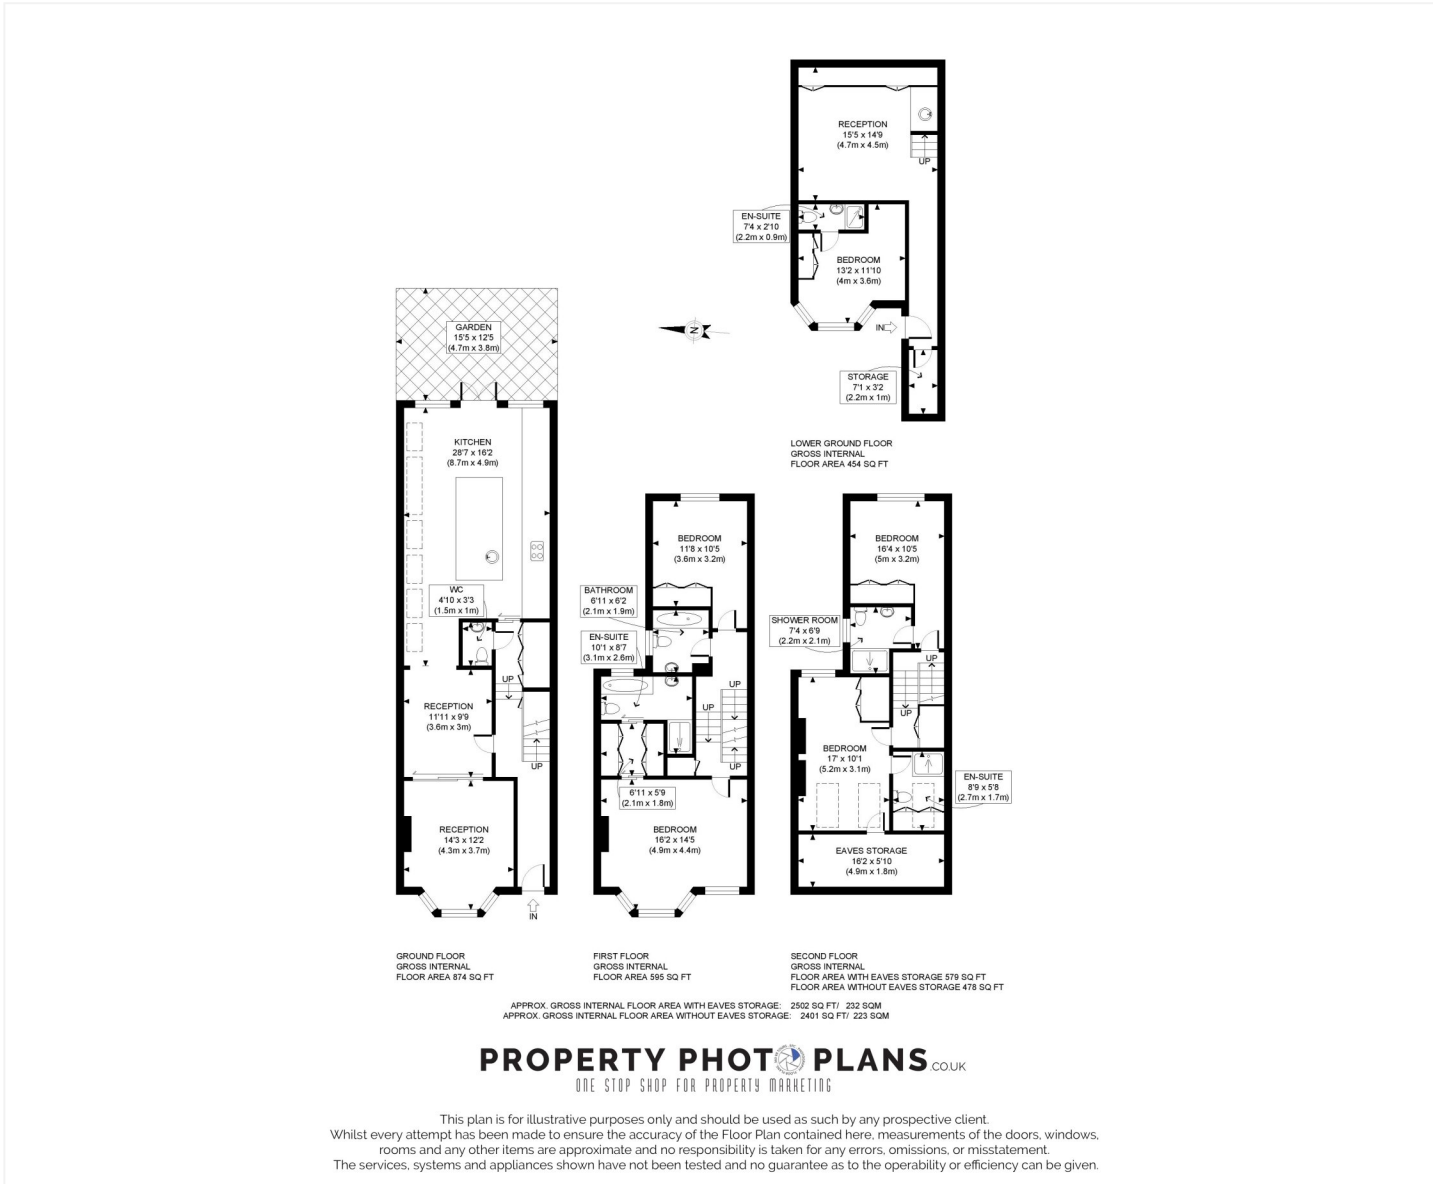 RECEPTION
15'5 x 14'9
(4.7m x 4.5m)
UP
EN-SUITE
7'4 x 2'10
(2.2m x 0.9m)
BEDROOM
13'2 x 11'10
(4m x 3.6m)
IN
STORAGE
7'1 x 3'2
(2.2m x 1m)
LOWER GROUND FLOOR
GROSS INTERNAL
FLOOR AREA 454 SQ FT
N
GARDEN
15'5 x 12'5
(4.7m x 3.8m)
KITCHEN
28'7 x 16'2
(8.7m x 4.9m)
WC
4'10 x 3'3
(1.5m x 1m)
UP
RECEPTION
11'11 x 9'9
(3.6m x 3m)
UP
RECEPTION
14'3 x 12'2
(4.3m x 3.7m)
IN
GROUND FLOOR
GROSS INTERNAL
FLOOR AREA 874 SQ FT
BEDROOM
11'8 x 10'5
(3.6m x 3.2m)
BATHROOM
6'11 x 6'2
(2.1m x 1.9m)
EN-SUITE
10'1 x 8'7
(3.1m x 2.6m)
UP
UP
UP
6'11 x 5'9
(2.1m x 1.8m)
BEDROOM
16'2 x 14'5
(4.9m x 4.4m)
FIRST FLOOR
GROSS INTERNAL
FLOOR AREA 595 SQ FT
BEDROOM
16'4 x 10'5
(5m x 3.2m)
SHOWER ROOM
7'4 x 6'9
(2.2m x 2.1m)
UP
UP
BEDROOM
17' x 10'1
(5.2m x 3.1m)
EN-SUITE
8'9 x 5'8
(2.7m x 1.7m)
EAVES STORAGE
16'2 x 5'10
(4.9m x 1.8m)
SECOND FLOOR
GROSS INTERNAL
FLOOR AREA WITH EAVES STORAGE 579 SQ FT
FLOOR AREA WITHOUT EAVES STORAGE 478 SQ FT
APPROX. GROSS INTERNAL FLOOR AREA WITH EAVES STORAGE: 2502 SQ FT/ 232 SQM
APPROX. GROSS INTERNAL FLOOR AREA WITHOUT EAVES STORAGE: 2401 SQ FT/ 223 SQM
PROPERTY PHOTO PLANS.CO.UK
ONE STOP SHOP FOR PROPERTY MARKETING
This plan is for illustrative purposes only and should be used as such by any prospective client.
Whilst every attempt has been made to ensure the accuracy of the Floor Plan contained here, measurements of the doors, windows,
rooms and any other items are approximate and no responsibility is taken for any errors, omissions, or misstatement.
The services, systems and appliances shown have not been tested and no guarantee as to the operability or efficiency can be given.